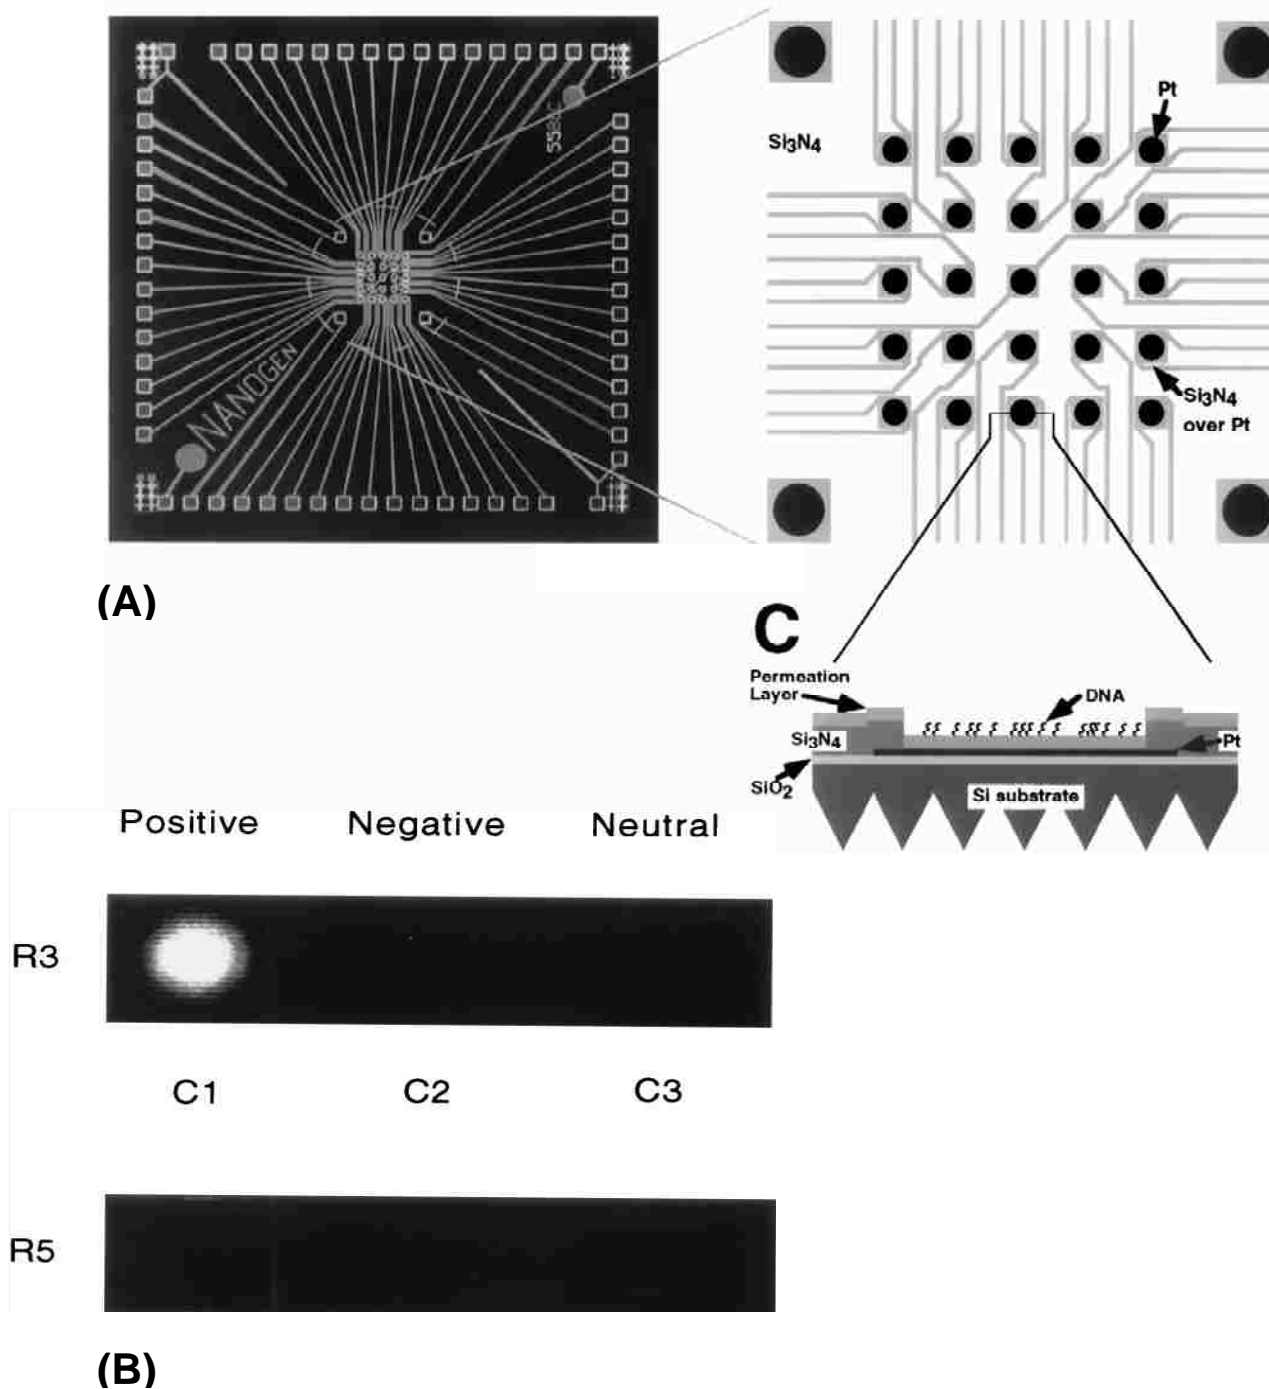 Pt
Si3N4
NANOGEN
Si3N4
over Pt
(A)
C
Permeation
Layer
DNA
Si3N4
Pt
SiO2
Si substrate
Positive Negative Neutral
R3
C1 C2 C3
R5
(B)